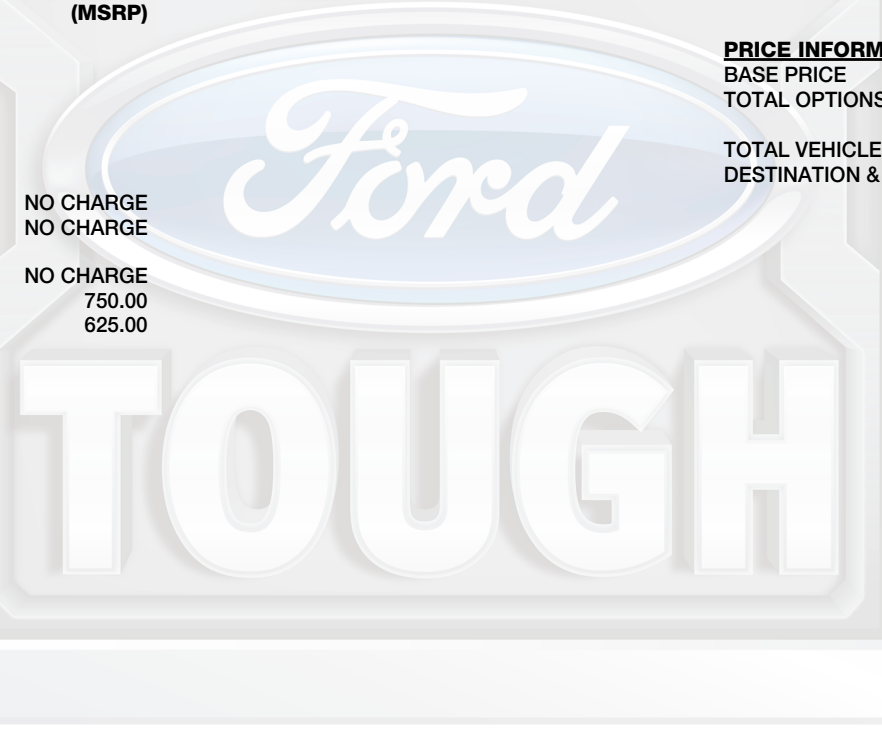 (MSRP)
NO CHARGE
NO CHARGE
NO CHARGE
750.00
625.00
PRICE INFORM
BASE PRICE
TOTAL OPTIONS
TOTAL VEHICLE
DESTINATION &
Ford
TOUGH